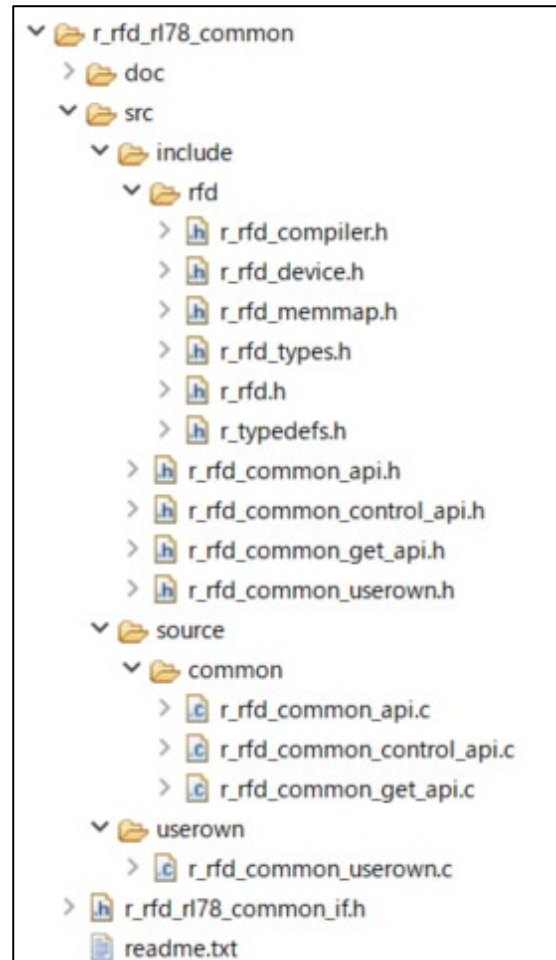 r_rfd_rl78_common
doc
src
include
rfd
r_rfd_compiler.h
r_rfd_device.h
r_rfd_memmap.h
r_rfd_types.h
r_rfd.h
r_typedefs.h
r_rfd_common_api.h
r_rfd_common_control_api.h
r_rfd_common_get_api.h
r_rfd_common_userown.h
source
common
r_rfd_common_api.c
r_rfd_common_control_api.c
r_rfd_common_get_api.c
userown
r_rfd_common_userown.c
r_rfd_rl78_common_if.h
readme.txt